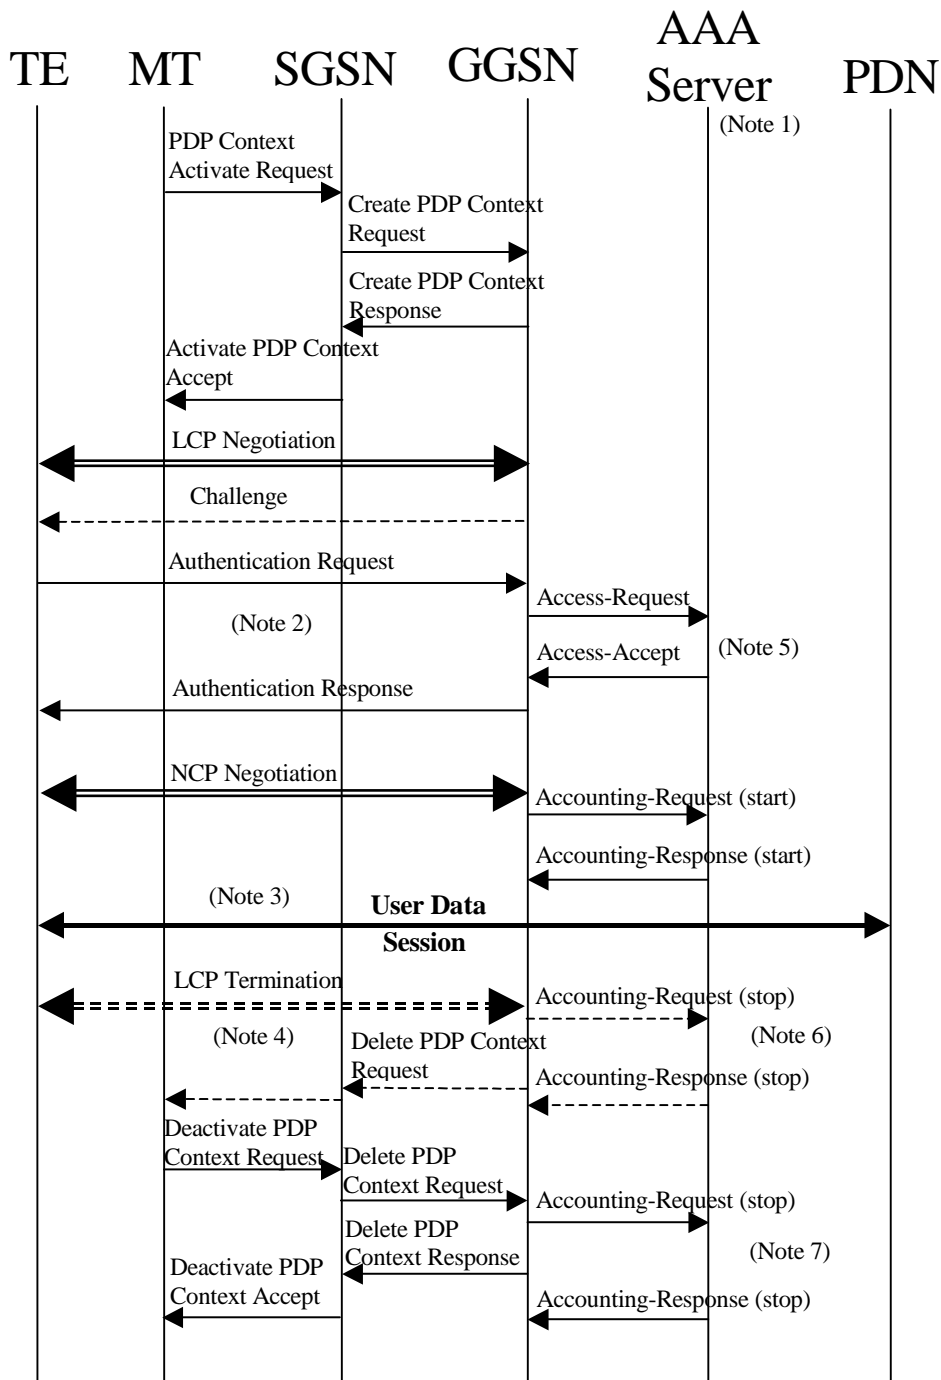 TE MT SGSN GGSN AAA Server PDN
(Note 1)
PDP Context
Activate Request
Create PDP Context
Request
Create PDP Context
Response
Activate PDP Context
Accept
LCP Negotiation
Challenge
Authentication Request
Access-Request
(Note 2)
(Note 5)
Access-Accept
Authentication Response
NCP Negotiation
Accounting-Request (start)
Accounting-Response (start)
(Note 3)
User Data
Session
LCP Termination
Accounting-Request (stop)
(Note 4)
(Note 6)
Delete PDP Context
Request
Accounting-Response (stop)
Deactivate PDP
Context Request
Delete PDP
Context Request
Accounting-Request (stop)
Delete PDP
Context Response
(Note 7)
Deactivate PDP
Context Accept
Accounting-Response (stop)